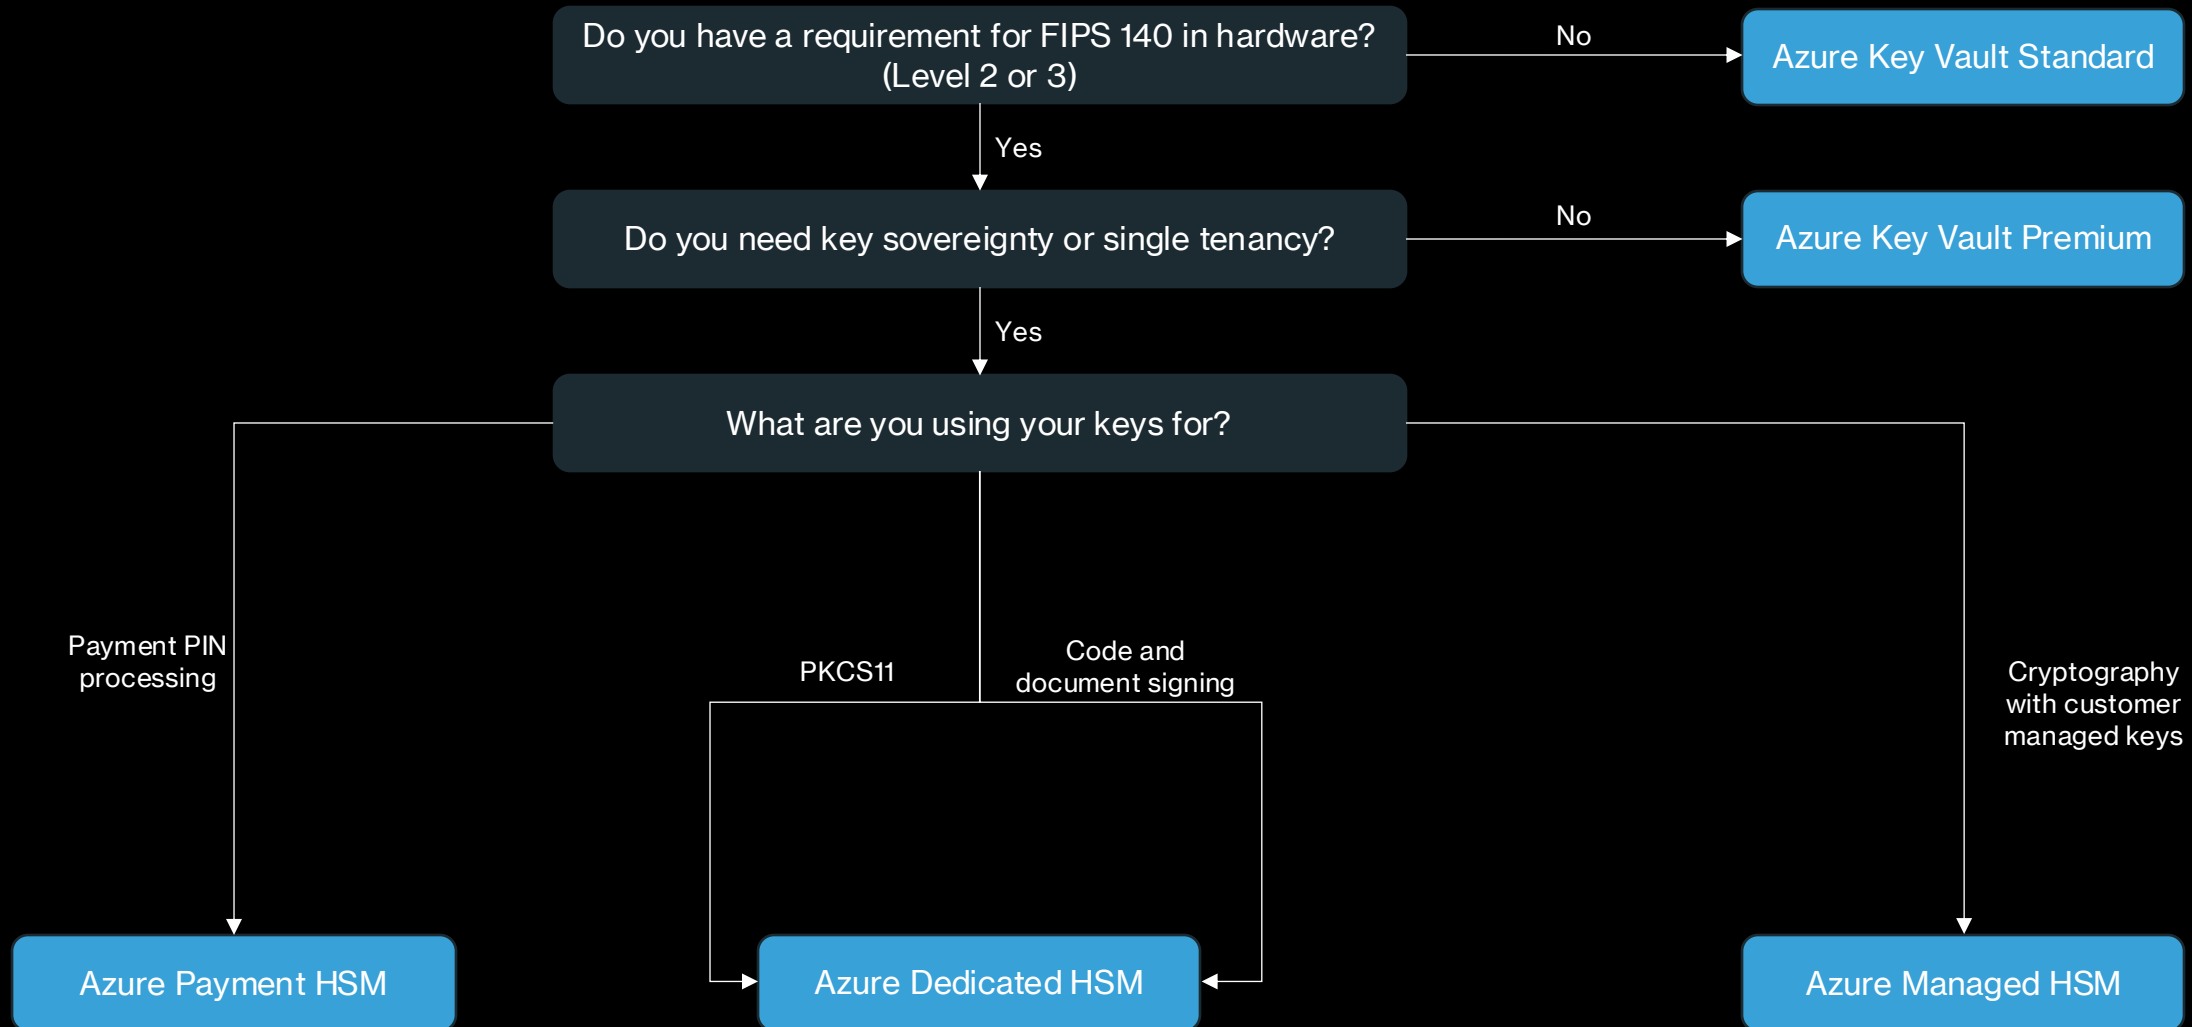 Do you have a requirement for FIPS 140 in hardware?
(Level 2 or 3)
No
Azure Key Vault Standard
Yes
Do you need key sovereignty or single tenancy?
No
Azure Key Vault Premium
Yes
What are you using your keys for?
Payment PIN
processing
PKCS11
Code and
document signing
Cryptography
with customer
managed keys
Azure Payment HSM
Azure Dedicated HSM
Azure Managed HSM